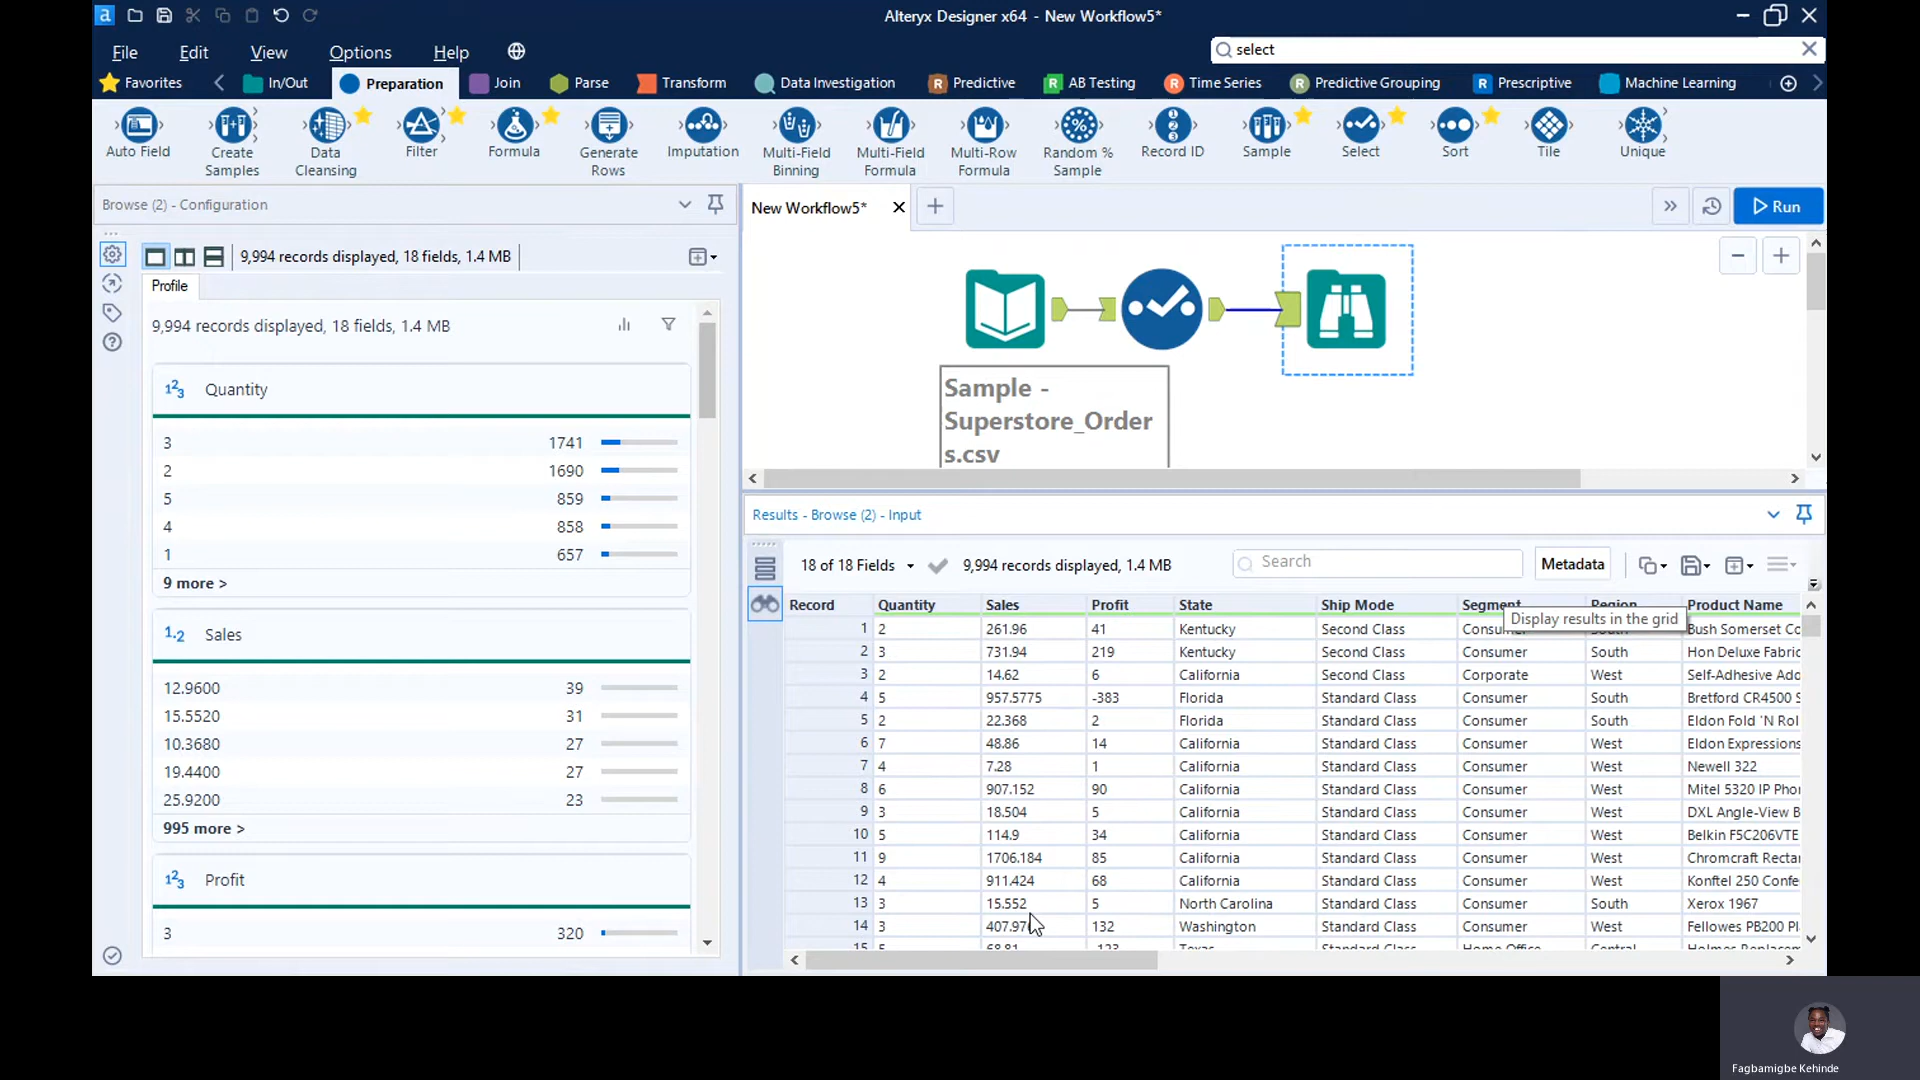 Alteryx Designer x64 - New Workflow5*
File Edit View Options Help
select
Favorites In/Out Preparation Join Parse Transform Data Investigation Predictive AB Testing Time Series Predictive Grouping Prescriptive Machine Learning
Auto Field Create Samples Data Cleansing Filter Formula Generate Rows Imputation Multi-Field Binning Multi-Field Formula Multi-Row Formula Random % Sample Record ID Sample Select Sort Tile Unique
Browse (2) - Configuration
9,994 records displayed, 18 fields, 1.4 MB
Profile
9,994 records displayed, 18 fields, 1.4 MB
Quantity
3 1741
2 1690
5 859
4 858
1 657
9 more >
1.2 Sales
12.9600 39
15.5520 31
10.3680 27
19.4400 27
25.9200 23
995 more >
Profit
3 320
New Workflow5*
Run
Sample -
Superstore_Order
s.csv
Results - Browse (2) - Input
18 of 18 Fields 9,994 records displayed, 1.4 MB Search Metadata
Record Quantity Sales Profit State Ship Mode Segment Region Product Name
Display results in the grid
1 2 261.96 41 Kentucky Second Class Bush Somerset Co
2 3 731.94 219 Kentucky Second Class Consumer South Hon Deluxe Fabric
3 2 14.62 6 California Second Class Corporate West Self-Adhesive Add
4 5 957.5775 -383 Florida Standard Class Consumer South Bretford CR4500 S
5 2 22.368 2 Florida Standard Class Consumer South Eldon Fold 'N Rol
6 7 48.86 14 California Standard Class Consumer West Eldon Expressions
7 4 7.28 1 California Standard Class Consumer West Newell 322
8 6 907.152 90 California Standard Class Consumer West Mitel 5320 IP Pho
9 3 18.504 5 California Standard Class Consumer West DXL Angle-View B
10 5 114.9 34 California Standard Class Consumer West Belkin F5C206VTE
11 9 1706.184 85 California Standard Class Consumer West Chromcraft Recta
12 4 911.424 68 California Standard Class Consumer West Konftel 250 Confe
13 3 15.552 5 North Carolina Standard Class Consumer South Xerox 1967
14 3 407.97 132 Washington Standard Class Consumer West Fellowes PB200 Pl
Fagbamigbe Kehinde